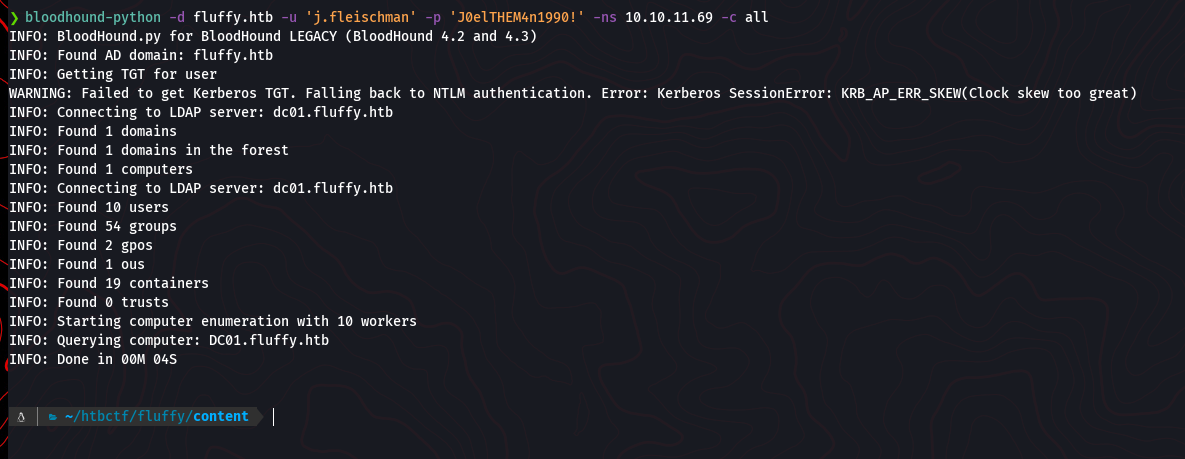 ❯ bloodhound-python -d fluffy.htb -u 'j.fleischman' -p 'J0elTHEM4n1990!' -ns 10.10.11.69 -c all
INFO: BloodHound.py for BloodHound LEGACY (BloodHound 4.2 and 4.3)
INFO: Found AD domain: fluffy.htb
INFO: Getting TGT for user
WARNING: Failed to get Kerberos TGT. Falling back to NTLM authentication. Error: Kerberos SessionError: KRB_AP_ERR_SKEW(Clock skew too great)
INFO: Connecting to LDAP server: dc01.fluffy.htb
INFO: Found 1 domains
INFO: Found 1 domains in the forest
INFO: Found 1 computers
INFO: Connecting to LDAP server: dc01.fluffy.htb
INFO: Found 10 users
INFO: Found 54 groups
INFO: Found 2 gpos
INFO: Found 1 ous
INFO: Found 19 containers
INFO: Found 0 trusts
INFO: Starting computer enumeration with 10 workers
INFO: Querying computer: DC01.fluffy.htb
INFO: Done in 00M 04S
~/htbctf/fluffy/content